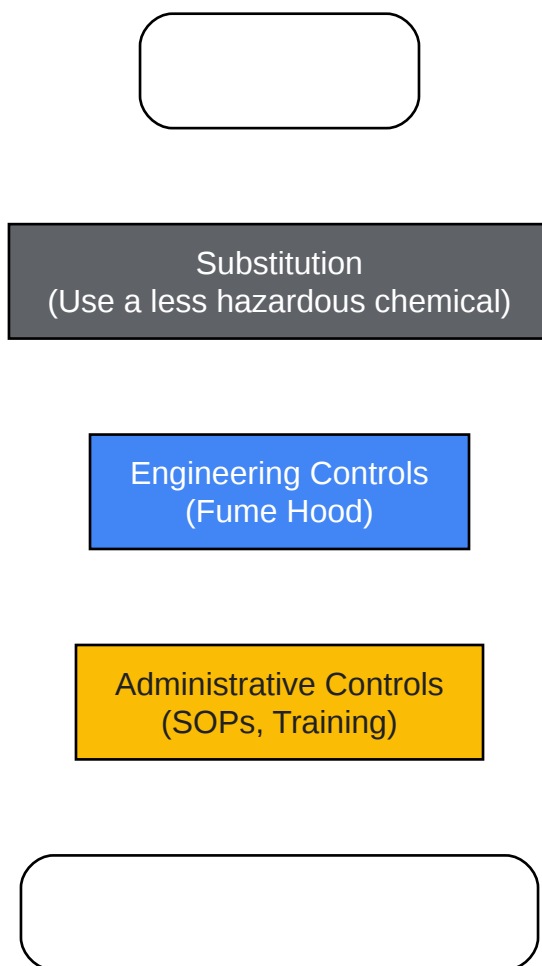 Substitution
(Use a less hazardous chemical)
Engineering Controls
(Fume Hood)
Administrative Controls
(SOPs, Training)